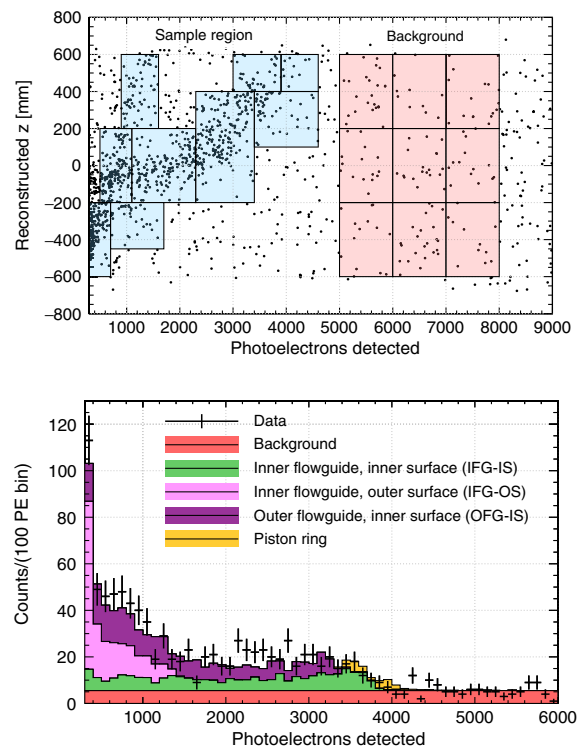 Sample region
Background
Reconstructed z [mm]
800
600
400
200
0
−200
−400
−600
−800
1000 2000 3000 4000 5000 6000 7000 8000 9000
Photoelectrons detected
Counts/(100 PE bin)
120
100
80
60
40
20
0
Data
Background
Inner flowguide, inner surface (IFG-IS)
Inner flowguide, outer surface (IFG-OS)
Outer flowguide, inner surface (OFG-IS)
Piston ring
1000 2000 3000 4000 5000 6000
Photoelectrons detected